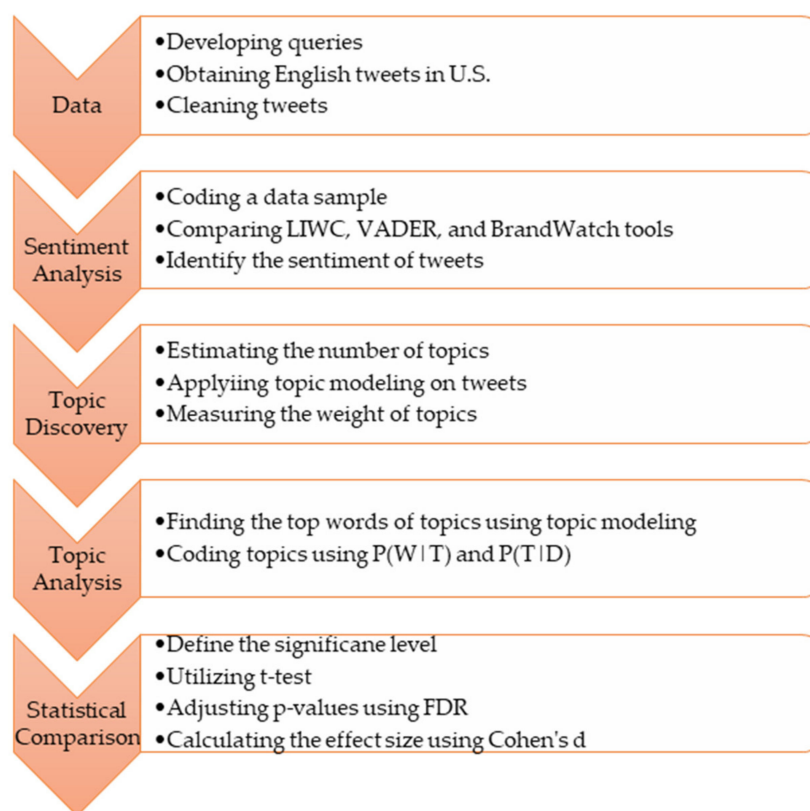 Data
•Developing queries
•Obtaining English tweets in U.S.
•Cleaning tweets
Sentiment
Analysis
•Coding a data sample
•Comparing LIWC, VADER, and BrandWatch tools
•Identify the sentiment of tweets
Topic
Discovery
•Estimating the number of topics
•Applyiing topic modeling on tweets
•Measuring the weight of topics
Topic
Analysis
•Finding the top words of topics using topic modeling
•Coding topics using P(W|T) and P(T|D)
Statistical
Comparison
•Define the significane level
•Utilizing t-test
•Adjusting p-values using FDR
•Calculating the effect size using Cohen's d